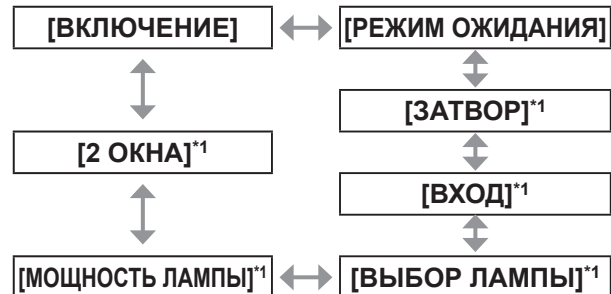 [ВКЛЮЧЕНИЕ] [РЕЖИМ ОЖИДАНИЯ]
[ЗАТВОР]*1
[2 ОКНА]*1
[ВХОД]*1
[МОЩНОСТЬ ЛАМПЫ]*1 [ВЫБОР ЛАМПЫ]*1